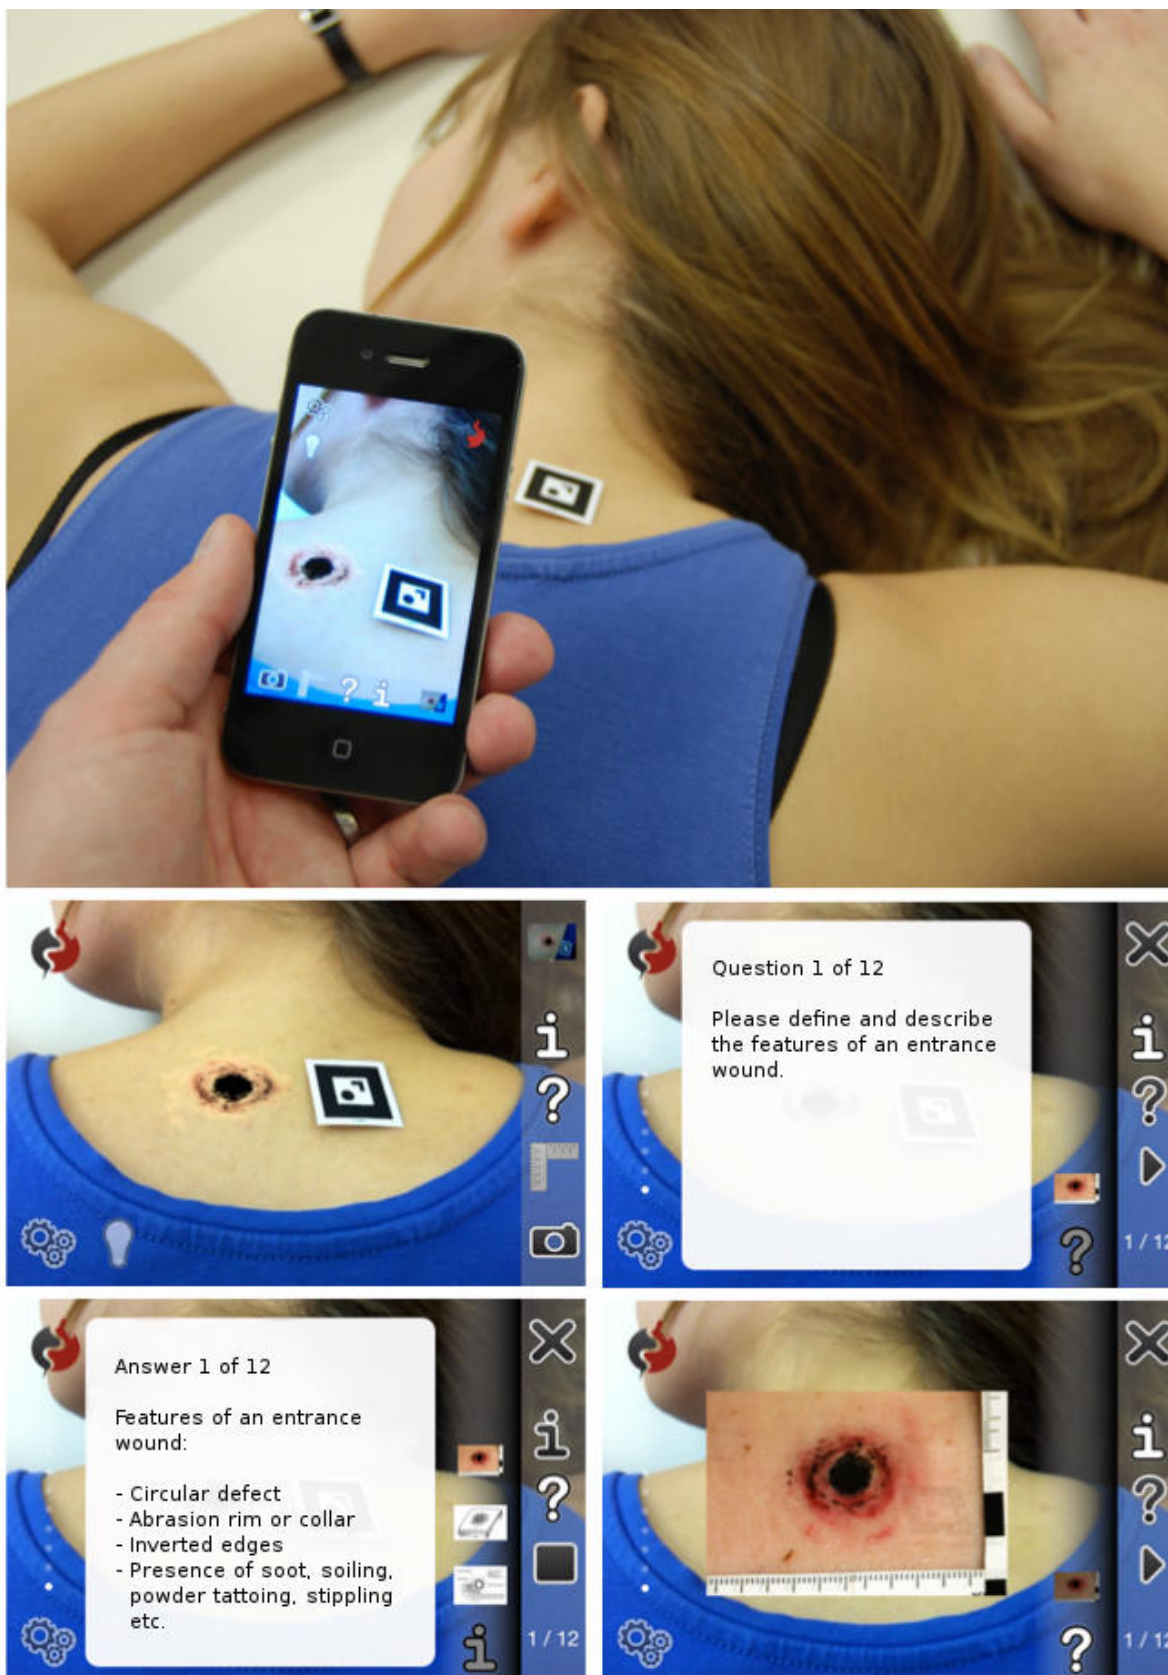 ? i
i
?
Question 1 of 12
Please define and describe
the features of an entrance
wound.
i
?
?
1 / 12
Answer 1 of 12
Features of an entrance
wound:
- Circular defect
- Abrasion rim or collar
- Inverted edges
- Presence of soot, soiling,
powder tattoing, stippling
etc.
i
?
i
1 / 12
i
?
?